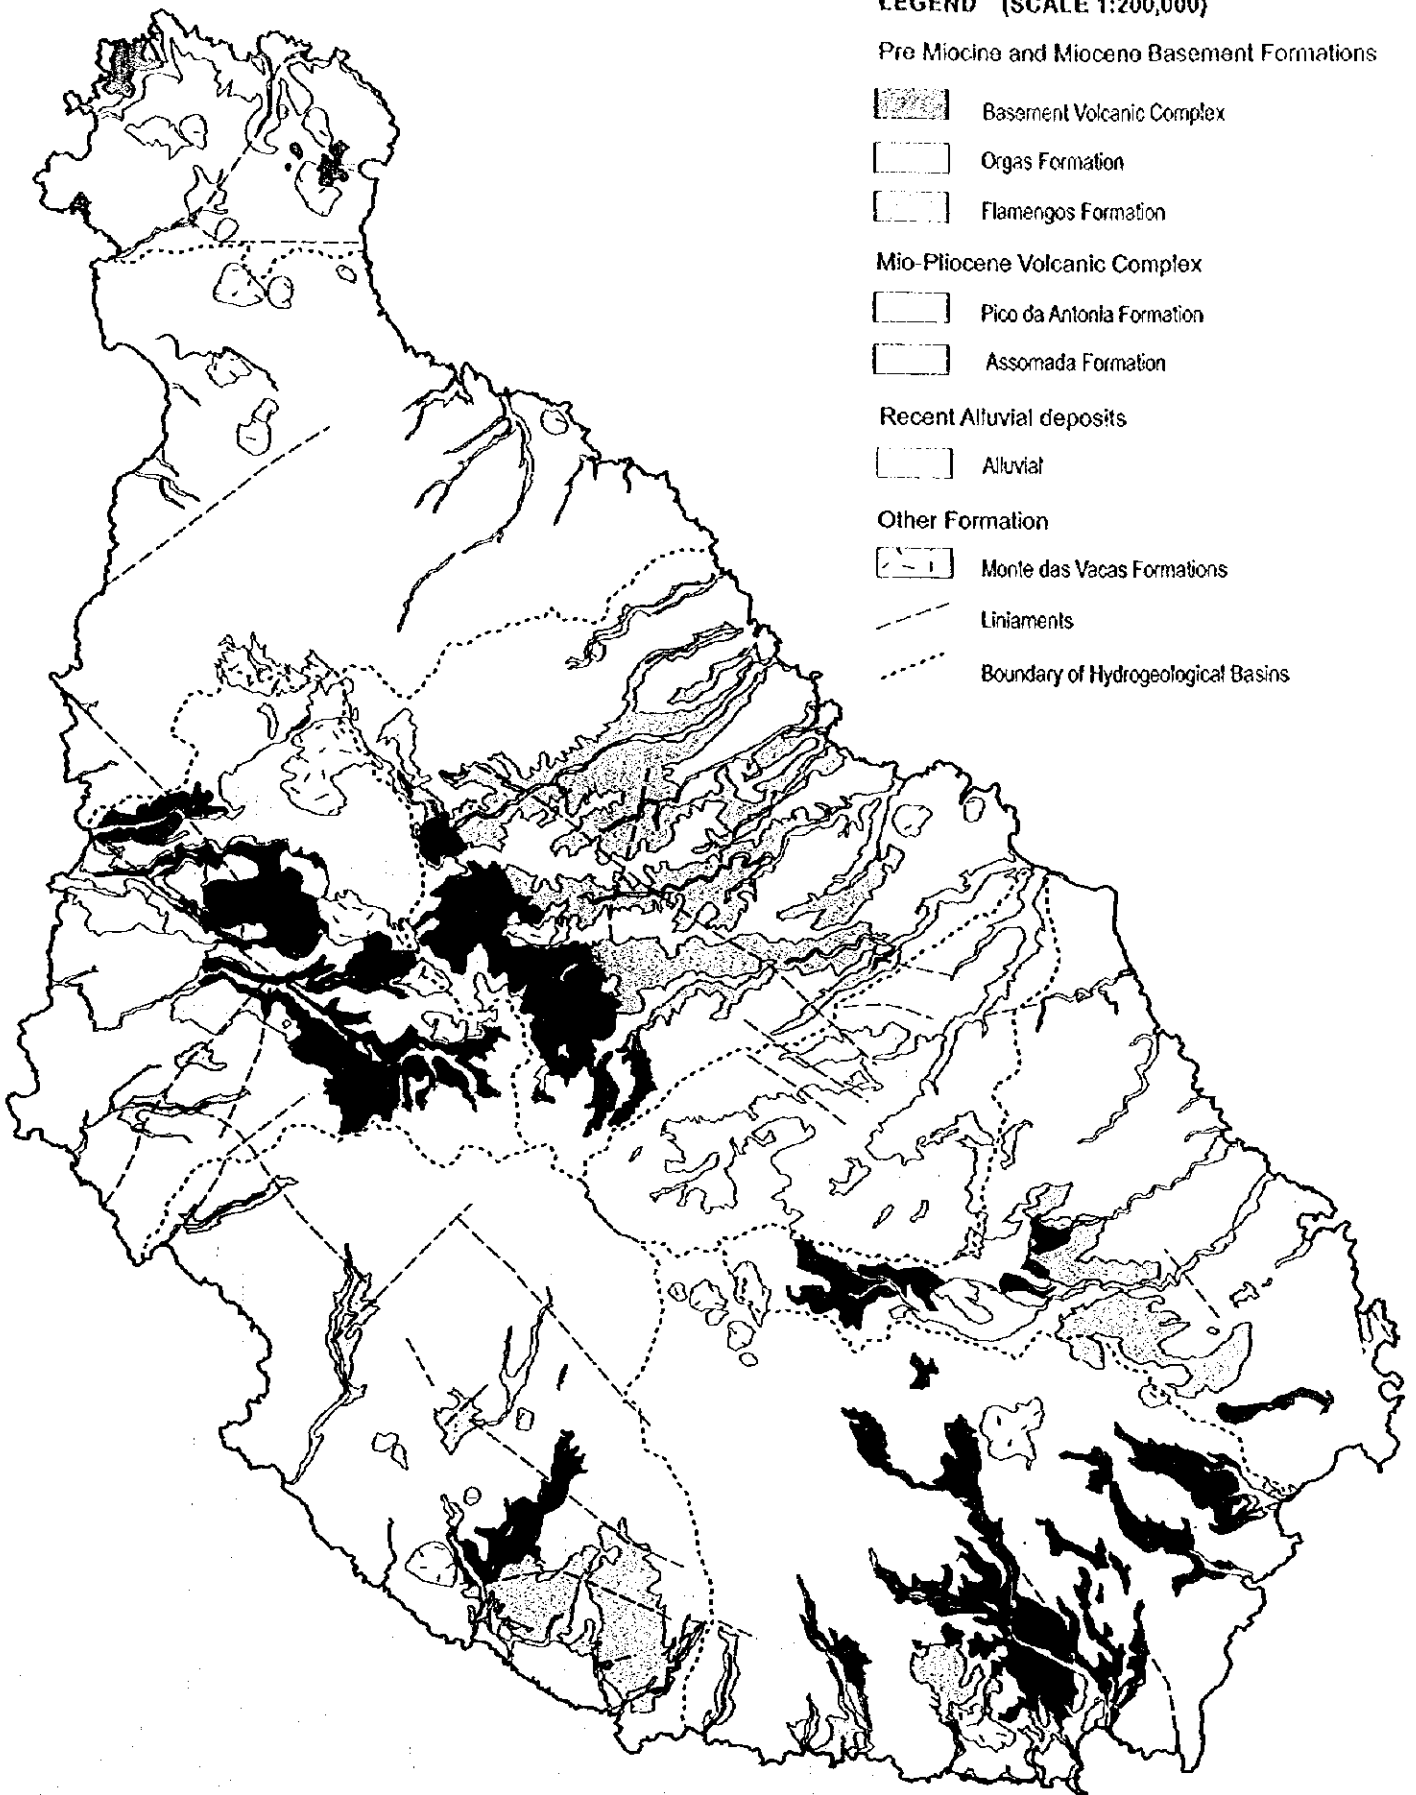 LEGEND (SCALE 1:200,000)
Pre Miocine and Mioceno Basement Formations
Basement Volcanic Complex
Orgas Formation
Flamengos Formation
Mio-Pliocene Volcanic Complex
Pico da Antonia Formation
Assomada Formation
Recent Alluvial deposits
Alluvial
Other Formation
Monte das Vacas Formations
Liniaments
Boundary of Hydrogeological Basins